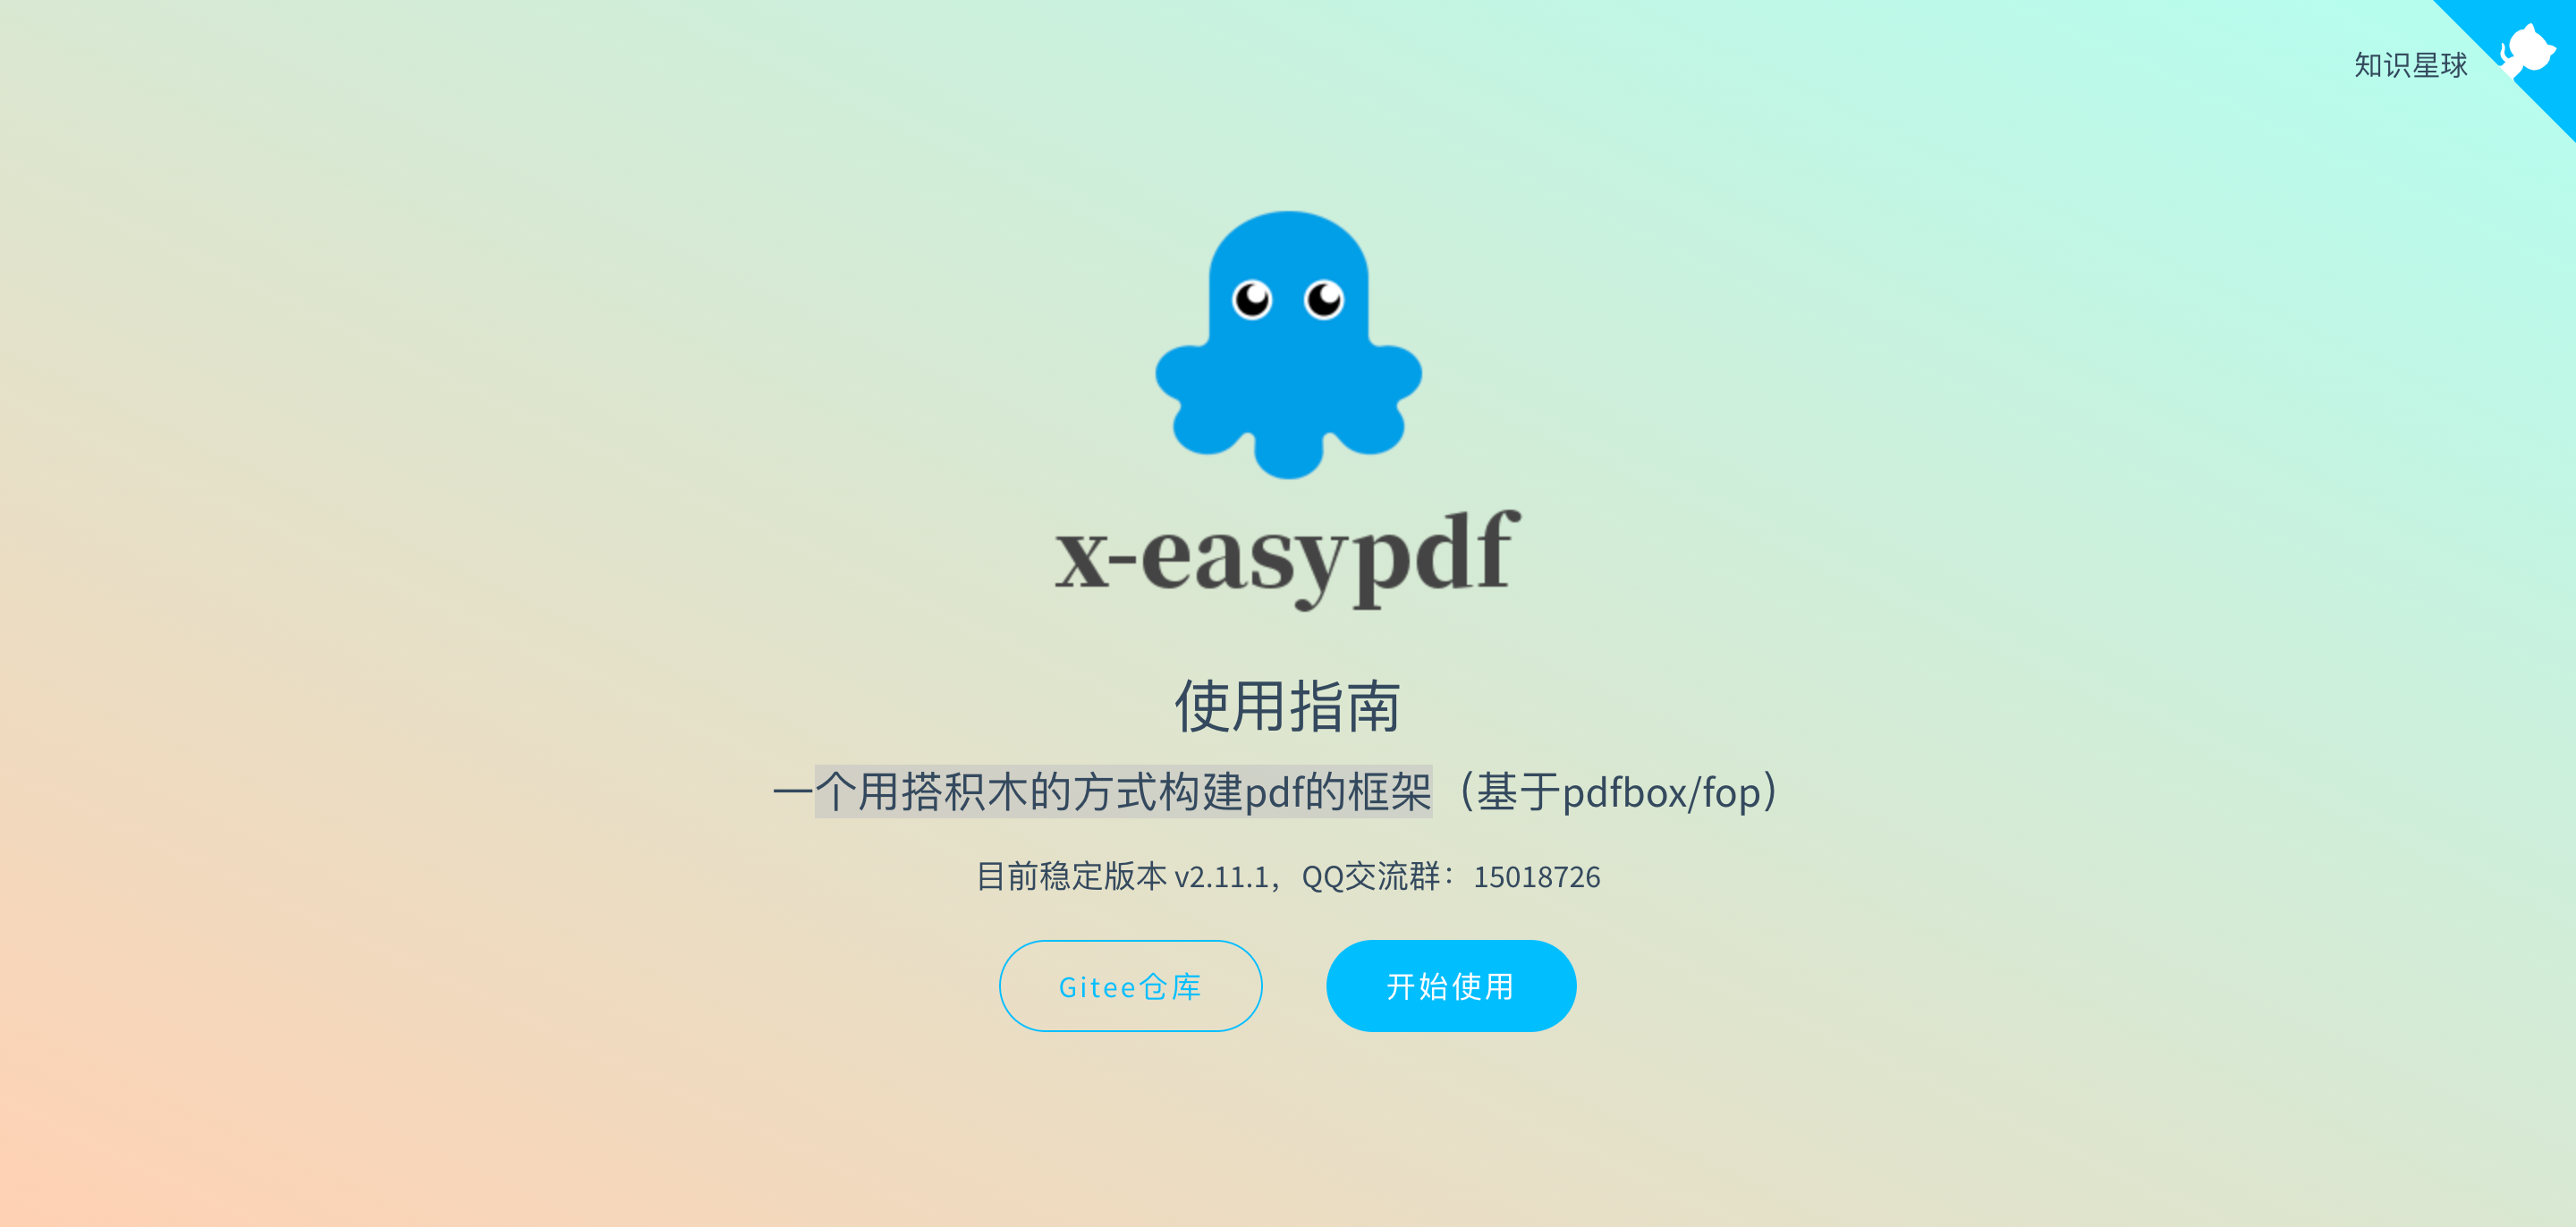 知识星球
x-easypdf
使用指南
一个用搭积木的方式构建pdf的框架（基于pdfbox/fop）
目前稳定版本 v2.11.1，QQ交流群：15018726
Gitee仓库
开始使用